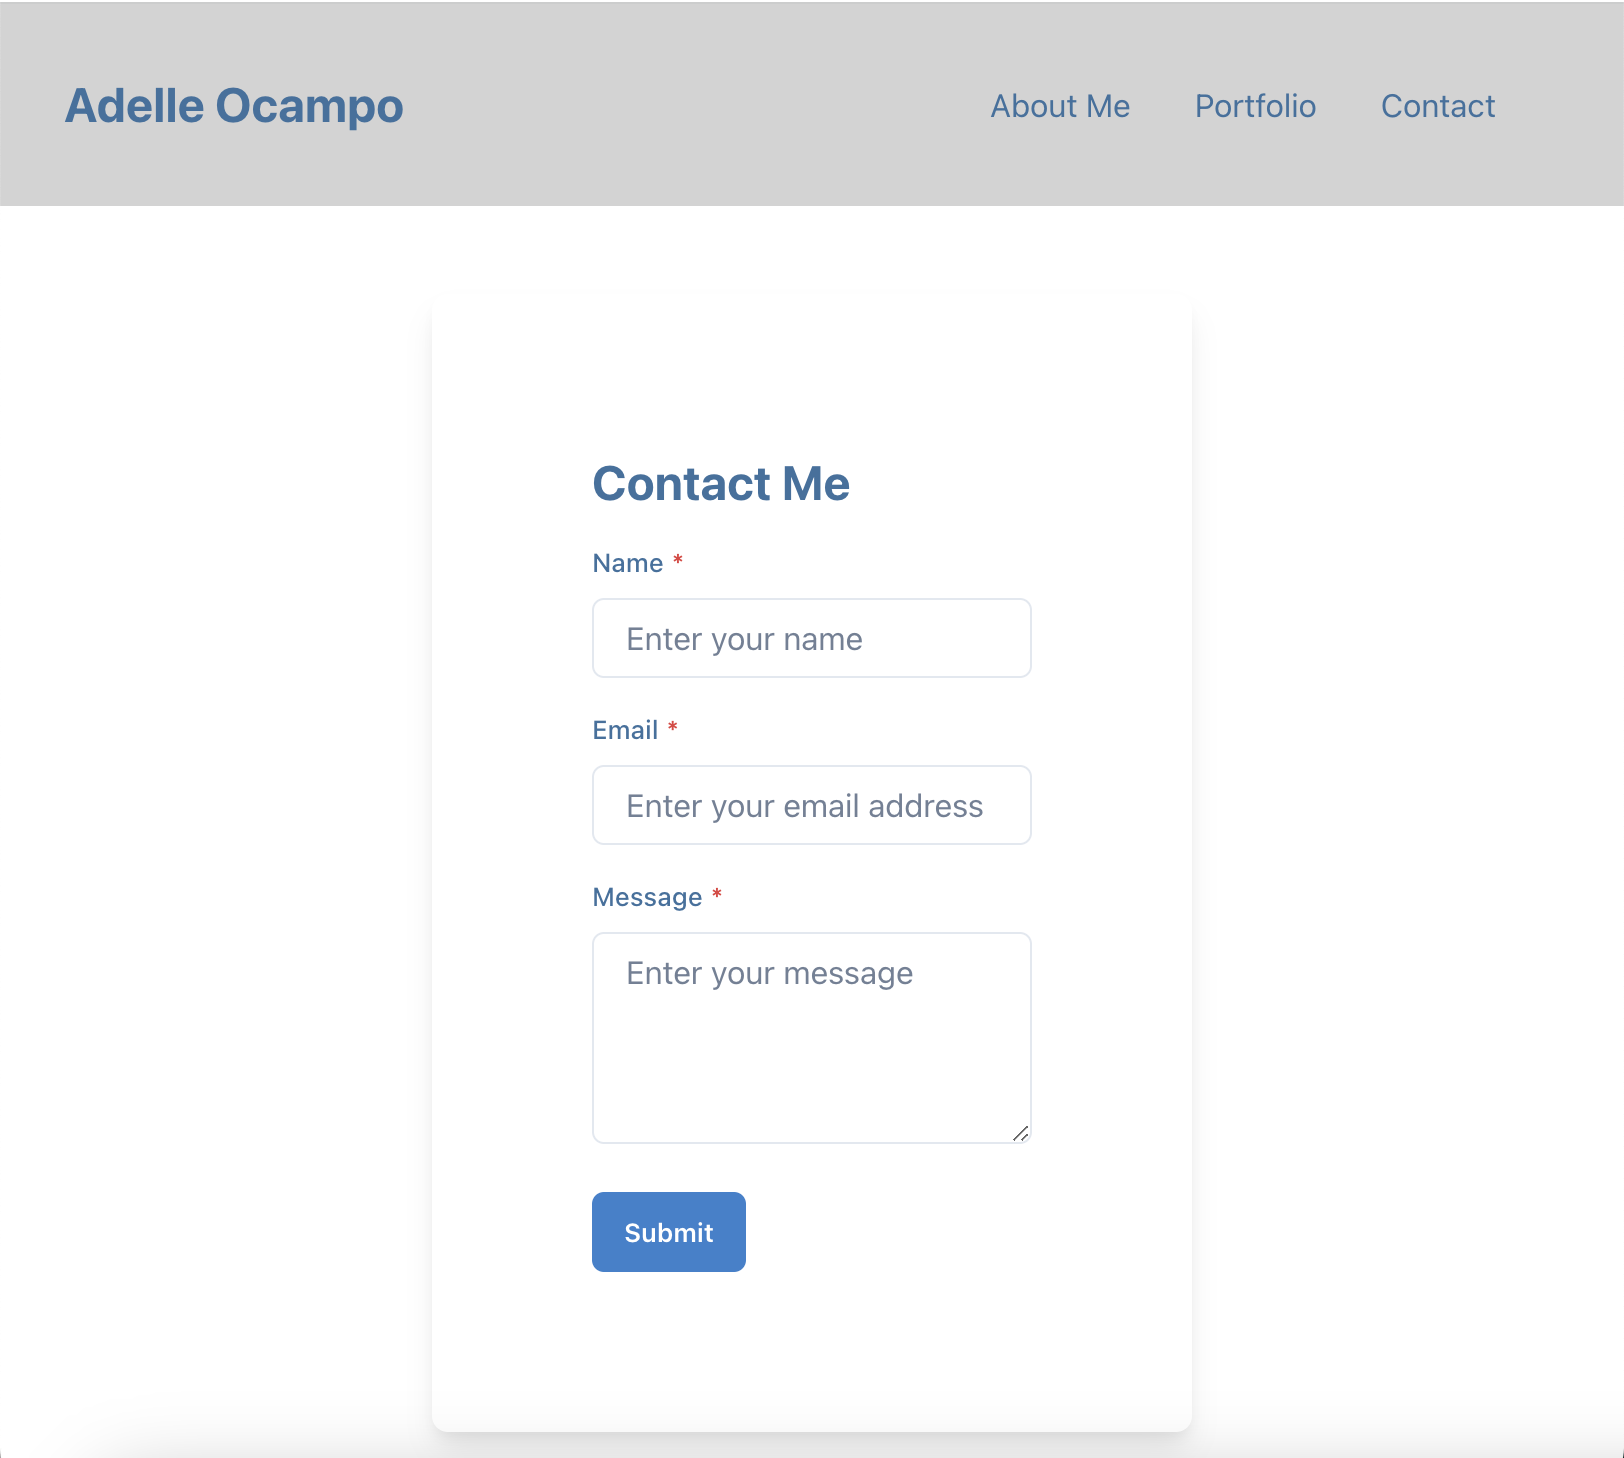 Adelle Ocampo
About Me Portfolio Contact
Contact Me
Name *
Enter your name
Email *
Enter your email address
Message *
Enter your message
Submit